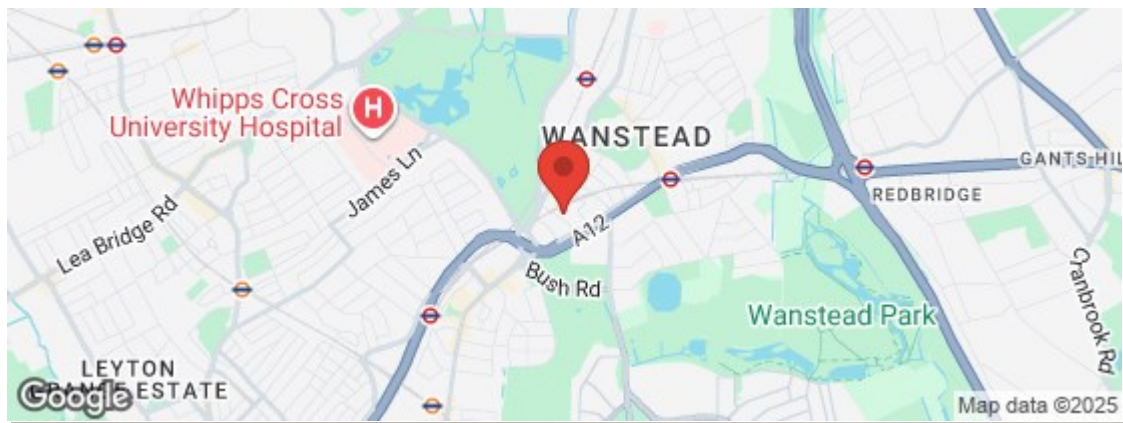 Whipps Cross
University Hospital
H
WANSTEAD
James Ln
GANTS HIL
REDBRIDGE
Lea Bridge Rd
A12
Bush Rd
Cranbrook Rd
Wanstead Park
LEYTON
GRANGE ESTATE
Google
Map data ©2025